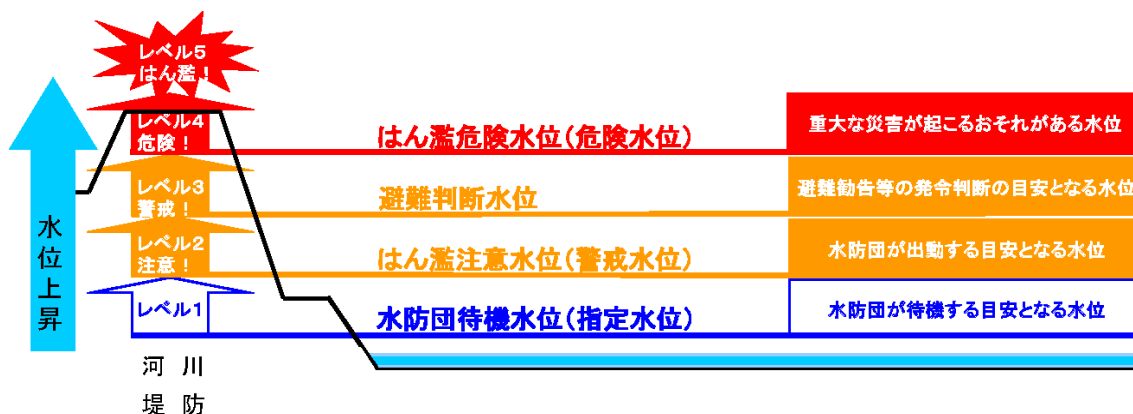 レベル5
はん濫！
レベル4
危険！
はん濫危険水位(危険水位)
重大な災害が起こるおそれがある水位
レベル3
警戒！
避難判断水位
避難勧告等の発令判断の目安となる水位
レベル2
注意！
はん濫注意水位(警戒水位)
水防団が出動する目安となる水位
レベル1
水防団待機水位(指定水位)
水防団が待機する目安となる水位
水位上昇
河川
堤防